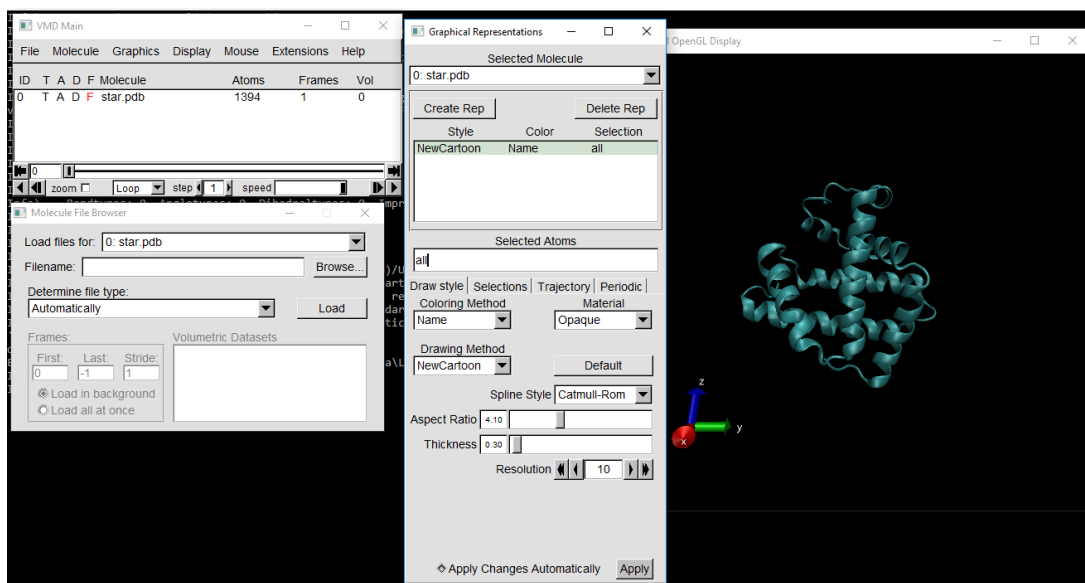 VMD Main
File Molecule Graphics Display Mouse Extensions Help
ID T A D F Molecule Atoms Frames Vol
0 T A D F star.pdb 1394 1 0
0
zoom Loop step 1 speed
Molecule File Browser
Load files for: 0: star.pdb
Filename: Browse...
Determine file type:
Automatically Load
Frames: Volumetric Datasets
First: Last: Stride:
0 -1 1
Load in background
Load all at once
Graphical Representations
Selected Molecule
0: star.pdb
Create Rep Delete Rep
Style Color Selection
NewCartoon Name all
Selected Atoms
all
Draw style Selections Trajectory Periodic
Coloring Method Material
Name Opaque
Drawing Method
NewCartoon Default
Spline Style Catmull-Rom
Aspect Ratio 4.10
Thickness 0.30
Resolution 10
Apply Changes Automatically Apply
OpenGL Display
z
x y